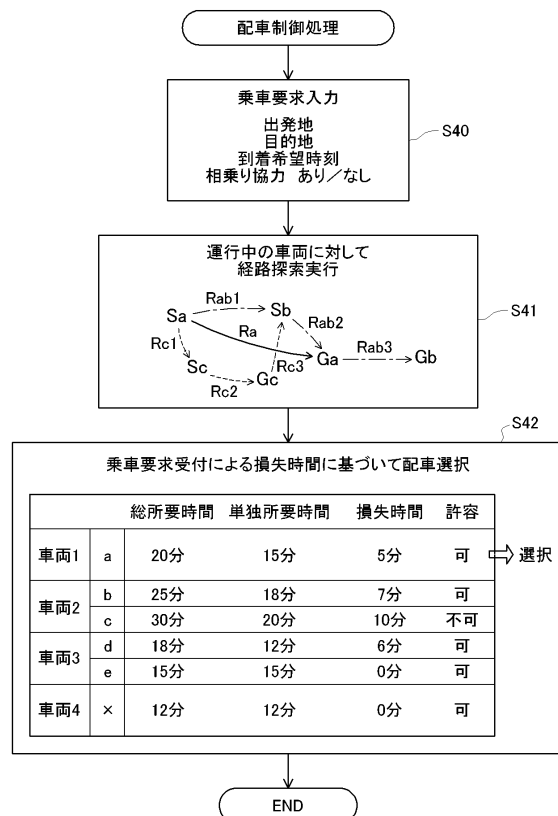 配車制御処理
乗車要求入力
出発地
目的地
到着希望時刻
相乗り協力 あり／なし
S40
運行中の車両に対して
経路探索実行
Sa Rab1 Sb
Rc1 Ra Rab2
Sc Rc2 Gc Rc3 Ga Rab3 Gb
S41
S42
乗車要求受付による損失時間に基づいて配車選択
総所要時間 単独所要時間 損失時間 許容
車両1 a 20分 15分 5分 可 選択
車両2 b 25分 18分 7分 可
c 30分 20分 10分 不可
車両3 d 18分 12分 6分 可
e 15分 15分 0分 可
車両4 × 12分 12分 0分 可
END